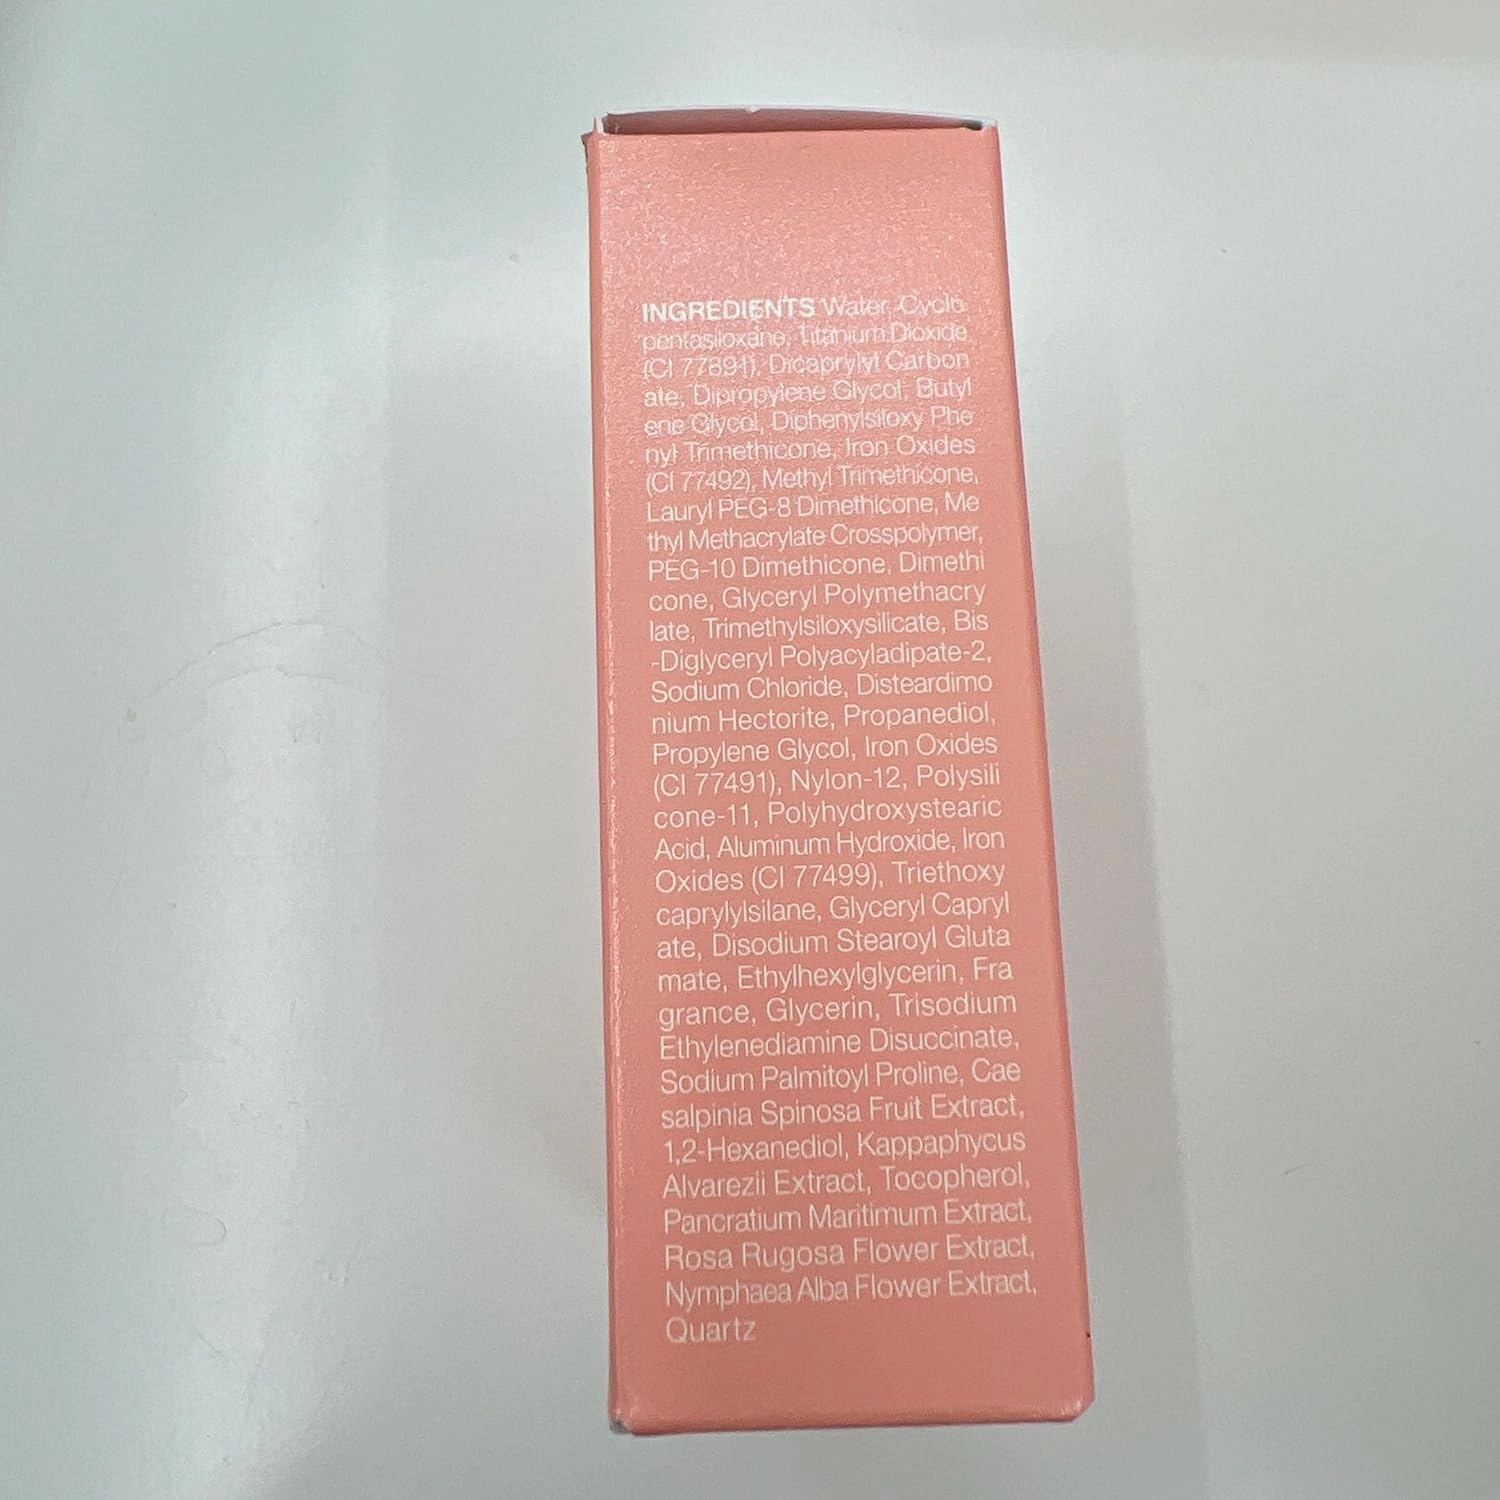 INGREDIENTS Water, Cyclo
pentasiloxane, Titanium Dioxide
(CI 77891), Dicaprylyl Carbon
ate, Dipropylene Glycol, Butyl
ene Glycol, Diphenylsiloxy Phe
nyl Trimethicone, Iron Oxides
(CI 77492), Methyl Trimethicone,
Lauryl PEG-8 Dimethicone, Me
thyl Methacrylate Crosspolymer,
PEG-10 Dimethicone, Dimethi
cone, Glyceryl Polymethacry
late, Trimethylsiloxysilicate, Bis
-Diglyceryl Polyacyladipate-2,
Sodium Chloride, Disteardimo
nium Hectorite, Propanediol,
Propylene Glycol, Iron Oxides
(CI 77491), Nylon-12, Polysili
cone-11, Polyhydroxystearic
Acid, Aluminum Hydroxide, Iron
Oxides (CI 77499), Triethoxy
caprylylsilane, Glyceryl Capryl
ate, Disodium Stearoyl Gluta
mate, Ethylhexylglycerin, Fra
grance, Glycerin, Trisodium
Ethylenediamine Disuccinate,
Sodium Palmitoyl Proline, Cae
salpinia Spinosa Fruit Extract,
1,2-Hexanediol, Kappaphycus
Alvarezii Extract, Tocopherol,
Pancratium Maritimum Extract,
Rosa Rugosa Flower Extract,
Nymphaea Alba Flower Extract,
Quartz